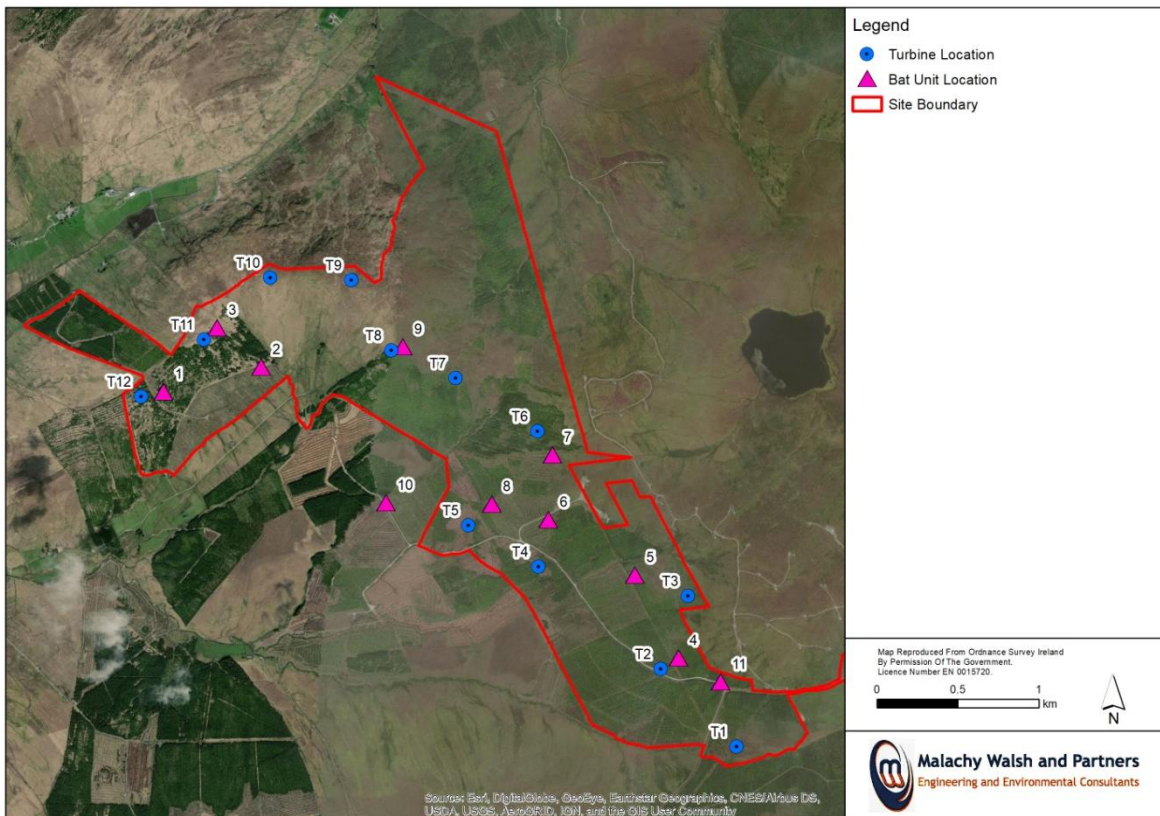 Legend
Turbine Location
Bat Unit Location
Site Boundary
T10
T9
3
T11
T8
9
2
T7
1
T12
T6
7
10
8
6
T5
T4
5
T3
4
T2
11
T1
Map Reproduced From Ordnance Survey Ireland
By Permission Of The Government.
Licence Number EN 0015720.
0 0.5 1
km
N
Malachy Walsh and Partners
Engineering and Environmental Consultants
Source: Esri, DigitalGlobe, GeoEye, Earthstar Geographics, CNES/Airbus DS,
USDA, USGS, AeroGRID, IGN, and the GIS User Community